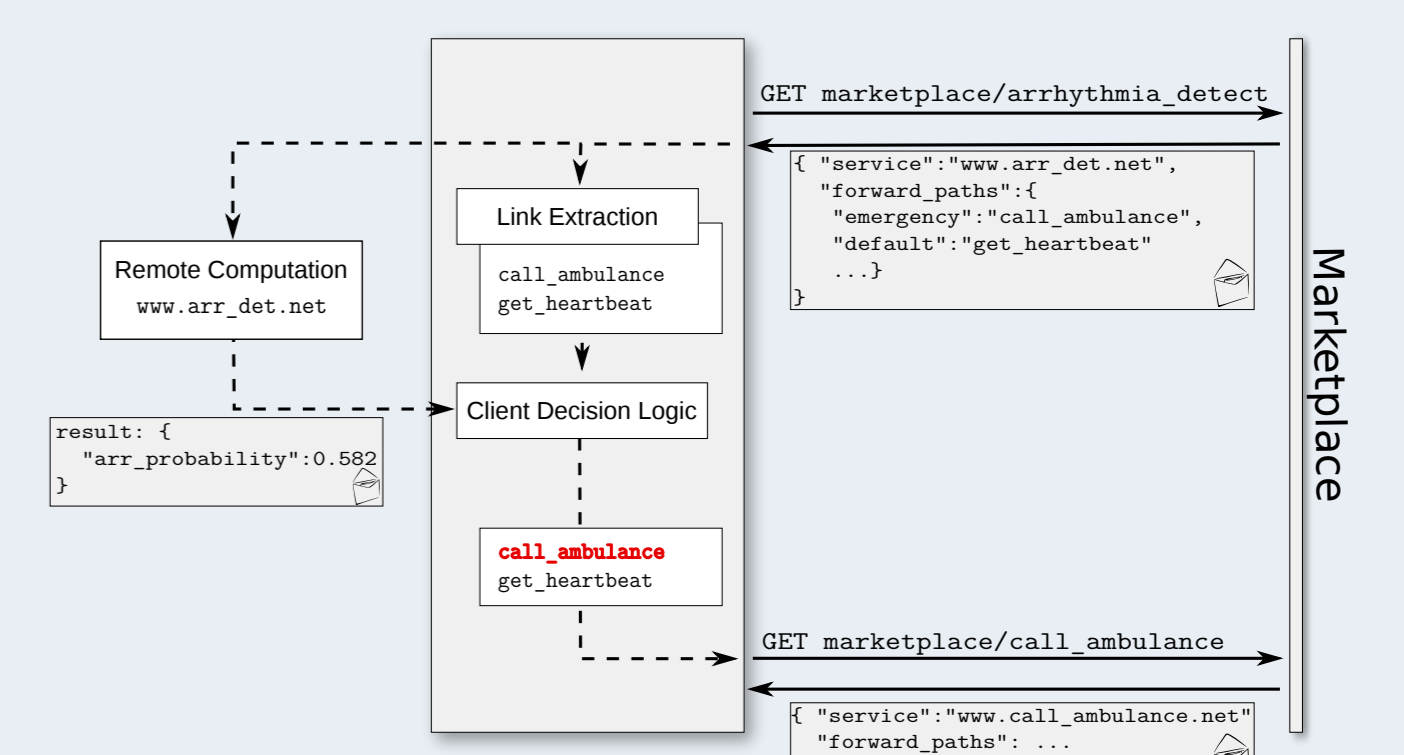 GET marketplace/arrhythmia_detect
{ "service":"www.arr_det.net",
"forward_paths":{
"emergency":"call_ambulance",
"default":"get_heartbeat"
...}
}
Link Extraction
call_ambulance
get_heartbeat
Remote Computation
www.arr_det.net
Client Decision Logic
result: {
"arr_probability":0.582
}
call_ambulance
get_heartbeat
GET marketplace/call_ambulance
{ "service":"www.call_ambulance.net"
"forward_paths": ...
Marketplace